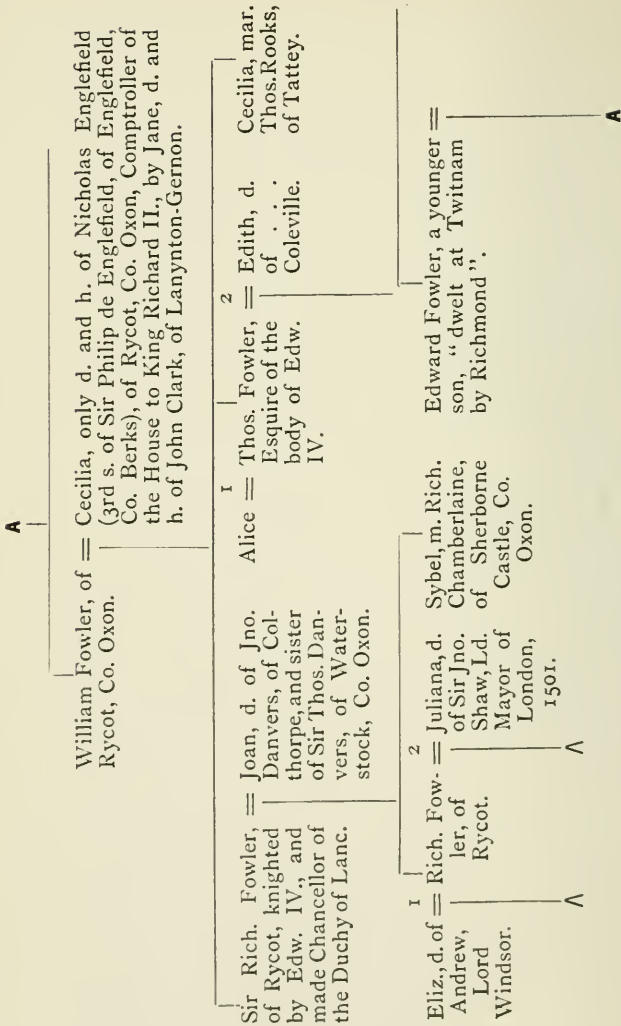 A
William Fowler, of
Rycot, Co. Oxon.
=
Cecilia, only d. and h. of Nicholas Englefield
(3rd s. of Sir Philip de Englefield, of Englefield,
Co. Berks), of Rycot, Co. Oxon, Comptroller of
the House to King Richard II., by Jane, d. and
h. of John Clark, of Lanynton-Gernon.
Sir Rich. Fowler,
of Rycot, knighted
by Edw. IV., and
made Chancellor of
the Duchy of Lanc.
=
Joan, d. of Jno.
Danvers, of Col-
thorpe, and sister
of Sir Thos. Dan-
vers, of Water-
stock, Co. Oxon.
Alice
1
=
Thos. Fowler,
Esquire of the
body of Edw.
IV.
2
=
Edith, d.
of . . .
Coleville.
Cecilia, mar.
Thos. Rooks,
of Tattey.
Eliz., d. of
Andrew,
Lord
Windsor.
1
=
Rich. Fow-
ler, of
Rycot.
2
=
Juliana, d.
of Sir Jno.
Shaw, Ld.
Mayor of
London,
1501.
Sybel, m. Rich.
Chamberlaine,
of Sherborne
Castle, Co.
Oxon.
Edward Fowler, a younger =
son, “dwelt at Twitnam
by Richmond”.
A